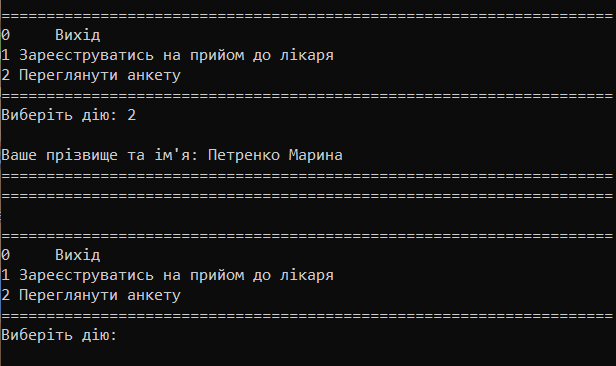 ====================================================================
0     Вихід
1 Зареєструватись на прийом до лікаря
2 Переглянути анкету
====================================================================
Виберіть дію: 2
Ваше прізвище та ім'я: Петренко Марина
====================================================================
====================================================================
====================================================================
0     Вихід
1 Зареєструватись на прийом до лікаря
2 Переглянути анкету
====================================================================
Виберіть дію: